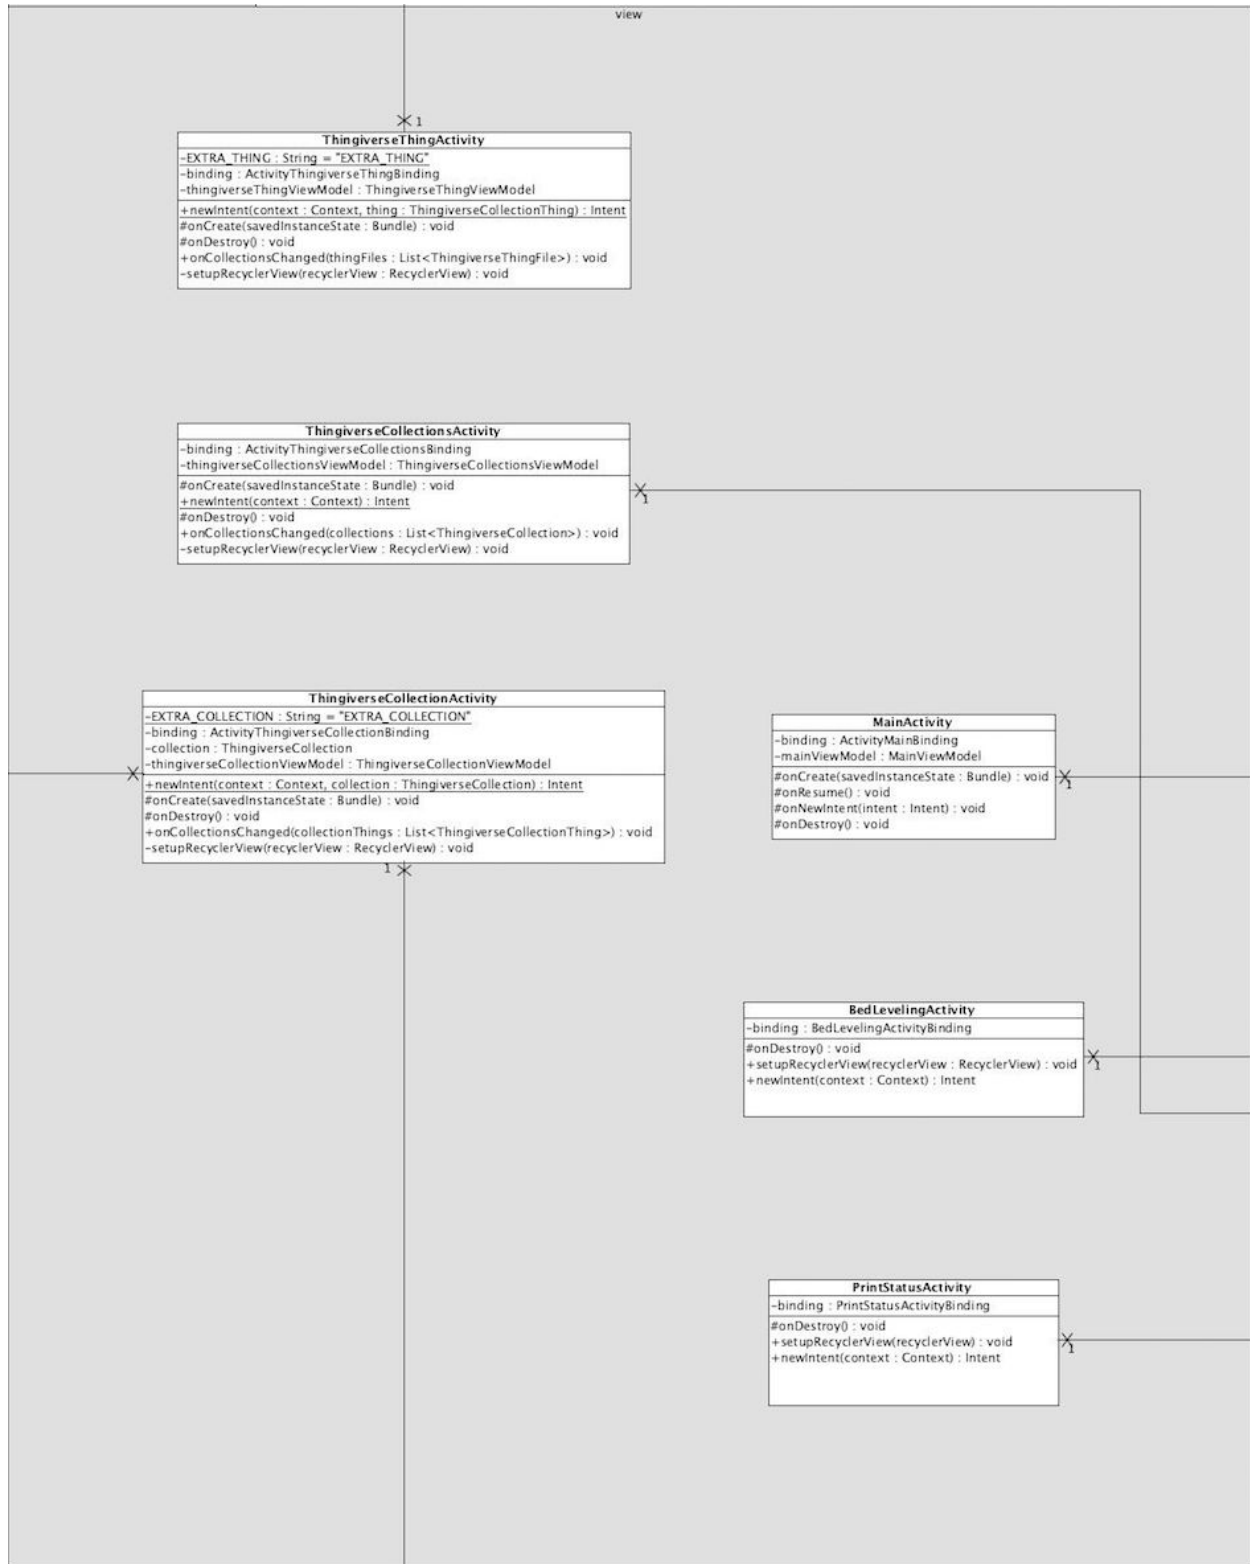 view
1
ThingiverseThingActivity
-EXTRA_THING : String = "EXTRA_THING"
-binding : ActivityThingiverseThingBinding
-thingiverseThingViewModel : ThingiverseThingViewModel
+newIntent(context : Context, thing : ThingiverseCollectionThing) : Intent
#onCreate(savedInstanceState : Bundle) : void
#onDestroy() : void
+onCollectionsChanged(thingFiles : List<ThingiverseThingFile>) : void
-setupRecyclerView(recyclerView : RecyclerView) : void
ThingiverseCollectionsActivity
-binding : ActivityThingiverseCollectionsBinding
-thingiverseCollectionsViewModel : ThingiverseCollectionsViewModel
#onCreate(savedInstanceState : Bundle) : void
+newIntent(context : Context) : Intent
#onDestroy() : void
+onCollectionsChanged(collections : List<ThingiverseCollection>) : void
-setupRecyclerView(recyclerView : RecyclerView) : void
1
ThingiverseCollectionActivity
-EXTRA_COLLECTION : String = "EXTRA_COLLECTION"
-binding : ActivityThingiverseCollectionBinding
-collection : ThingiverseCollection
-thingiverseCollectionViewModel : ThingiverseCollectionViewModel
+newIntent(context : Context, collection : ThingiverseCollection) : Intent
#onCreate(savedInstanceState : Bundle) : void
#onDestroy() : void
+onCollectionsChanged(collectionThings : List<ThingiverseCollectionThing>) : void
-setupRecyclerView(recyclerView : RecyclerView) : void
1
MainActivity
-binding : ActivityMainBinding
-mainViewModel : MainViewModel
#onCreate(savedInstanceState : Bundle) : void
#onResume() : void
#onNewIntent(intent : Intent) : void
#onDestroy() : void
1
BedLevelingActivity
-binding : BedLevelingActivityBinding
#onDestroy() : void
+setupRecyclerView(recyclerView : RecyclerView) : void
+newIntent(context : Context) : Intent
1
PrintStatusActivity
-binding : PrintStatusActivityBinding
#onDestroy() : void
+setupRecyclerView(recyclerView) : void
+newIntent(context : Context) : Intent
1